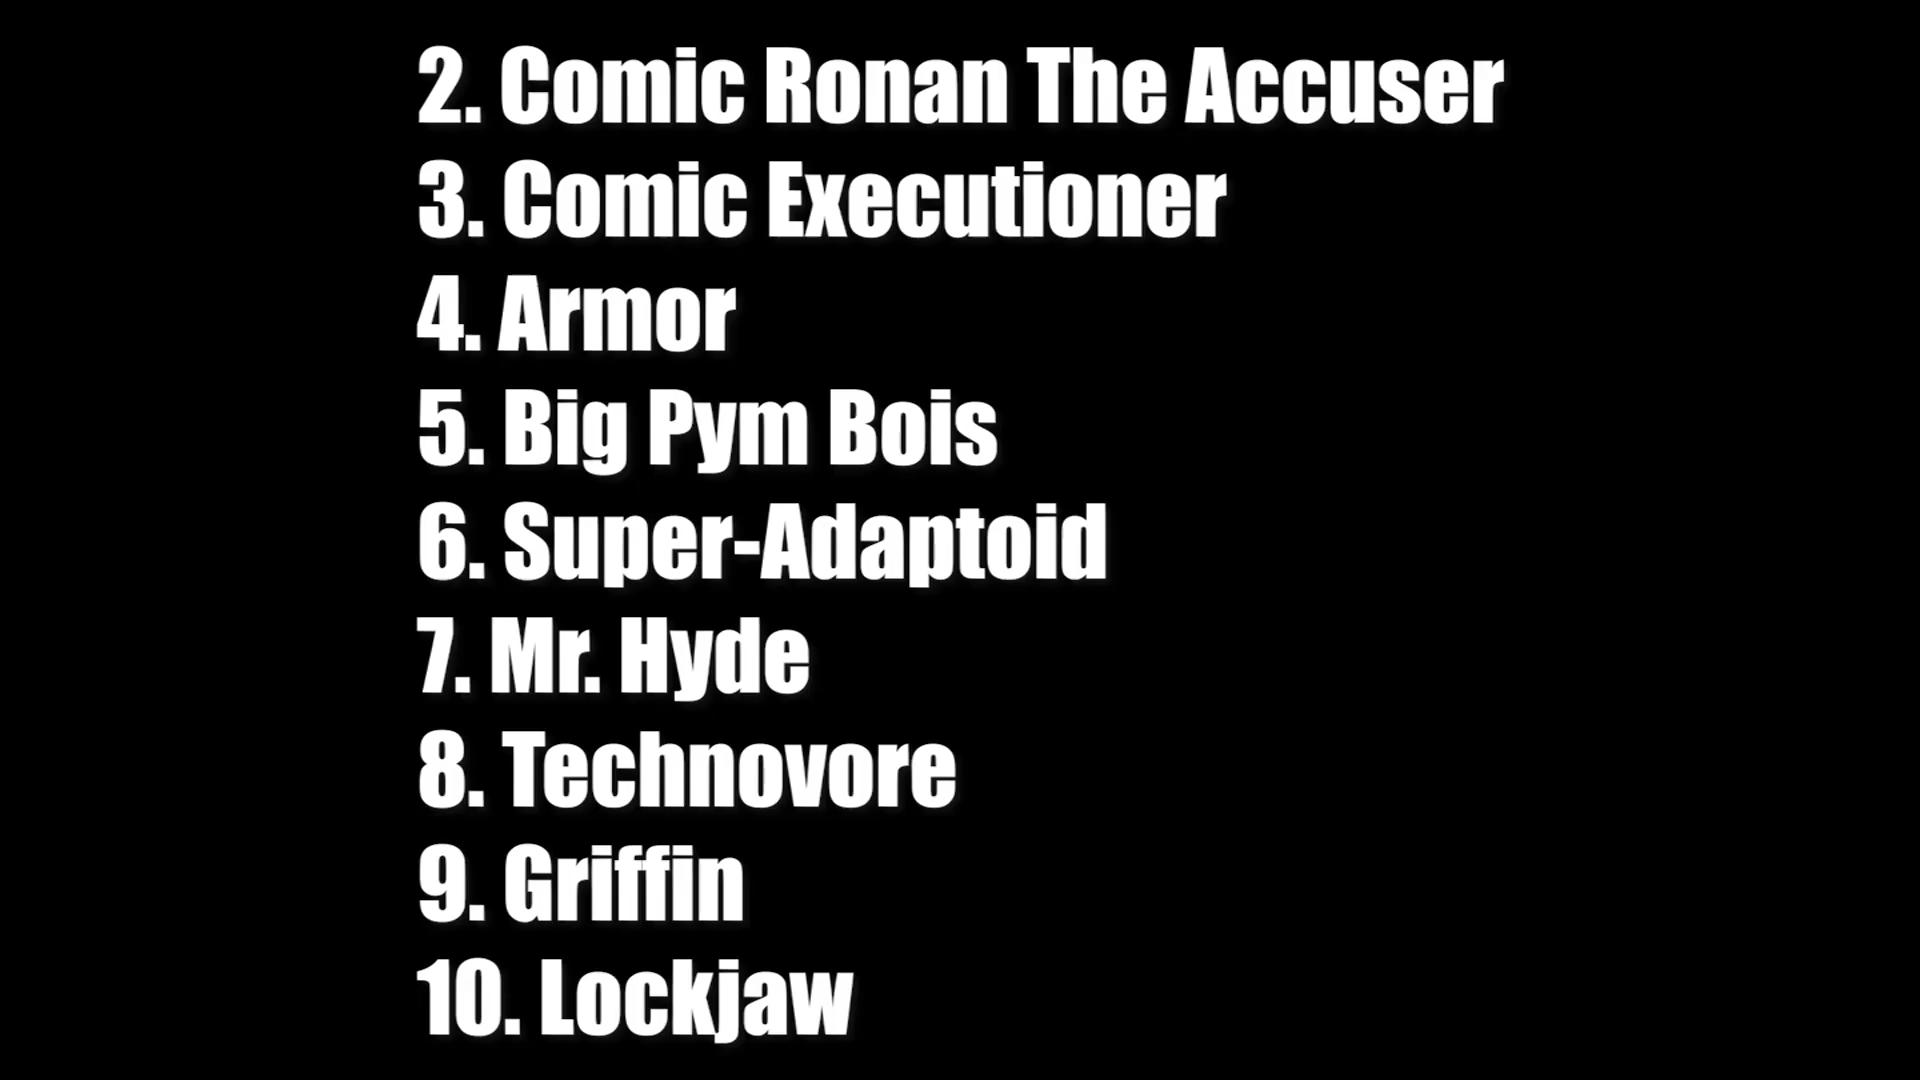 2. Comic Ronan The Accuser
3. Comic Executioner
4. Armor
5. Big Pym Bois
6. Super-Adaptoid
7. Mr. Hyde
8. Technovore
9. Griffin
10. Lockjaw